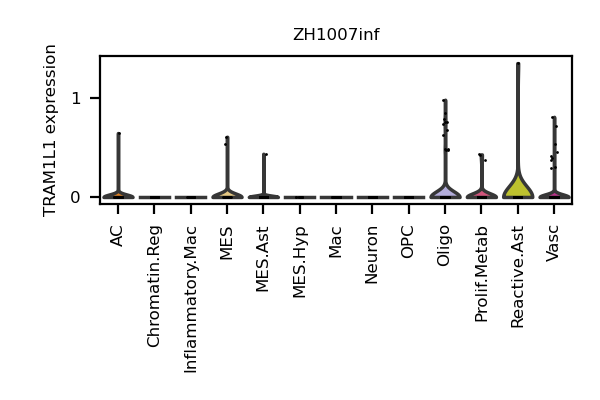 ZH1007inf
TRAM1L1 expression
1
0
AC
Chromatin.Reg
Inflammatory.Mac
MES
MES.Ast
MES.Hyp
Mac
Neuron
OPC
Oligo
Prolif.Metab
Reactive.Ast
Vasc